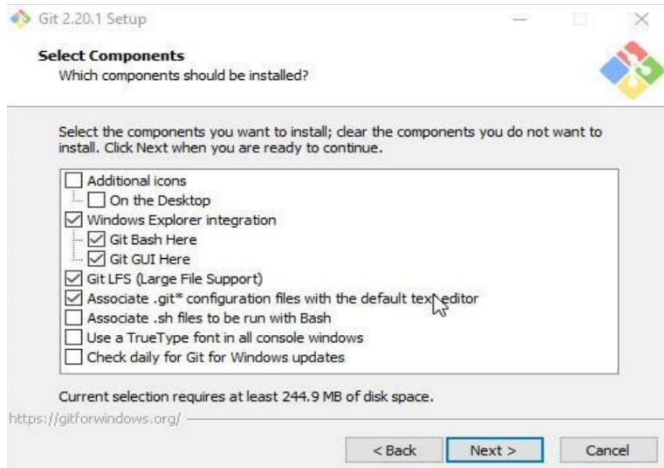 Git 2.20.1 Setup
Select Components
Which components should be installed?
Select the components you want to install; clear the components you do not want to
install. Click Next when you are ready to continue.
Additional icons
On the Desktop
Windows Explorer integration
Git Bash Here
Git GUI Here
Git LFS (Large File Support)
Associate .git* configuration files with the default text editor
Associate .sh files to be run with Bash
Use a TrueType font in all console windows
Check daily for Git for Windows updates
Current selection requires at least 244.9 MB of disk space.
https://gitforwindows.org/
< Back
Next >
Cancel